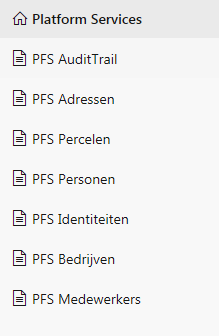 Platform Services
PFS AuditTrail
PFS Adressen
PFS Percelen
PFS Personen
PFS Identiteiten
PFS Bedrijven
PFS Medewerkers